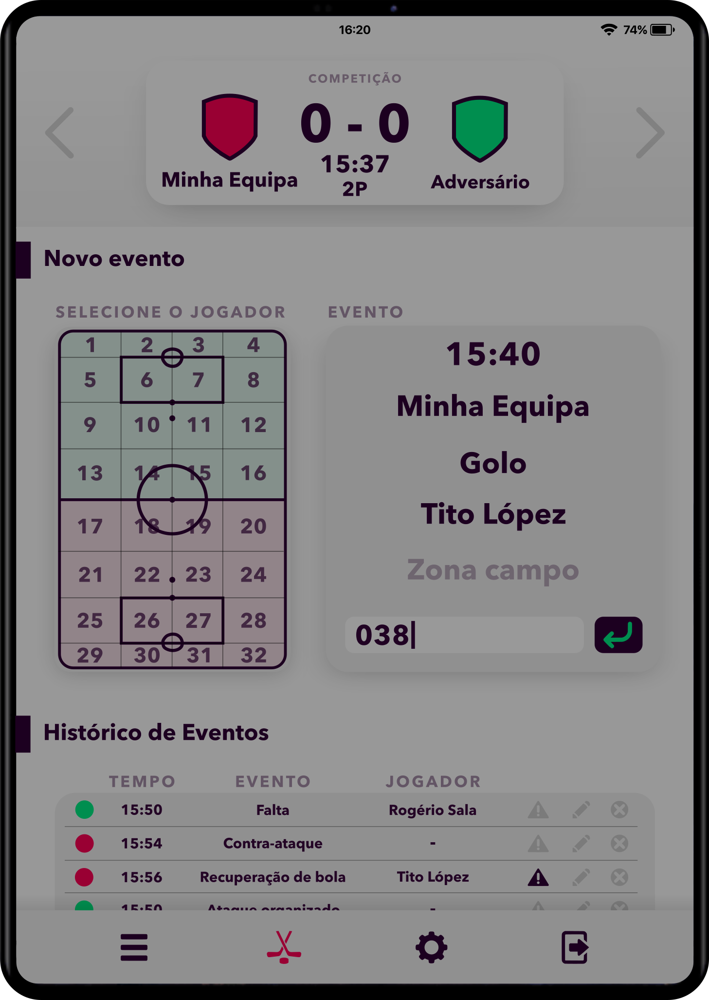 16:20
74%
COMPETIÇÃO
0 - 0
15:37
2P
Minha Equipa
Adversário
Novo evento
SELECIONE O JOGADOR
EVENTO
1 2 3 4
5 6 7 8
9 10 11 12
13 14 15 16
17 18 19 20
21 22 23 24
25 26 27 28
29 30 31 32
15:40
Minha Equipa
Golo
Tito López
Zona campo
038
Histórico de Eventos
TEMPO EVENTO JOGADOR
15:50 Falta Rogério Sala
15:54 Contra-ataque -
15:56 Recuperação de bola Tito López
15:50 Ataque organizado -